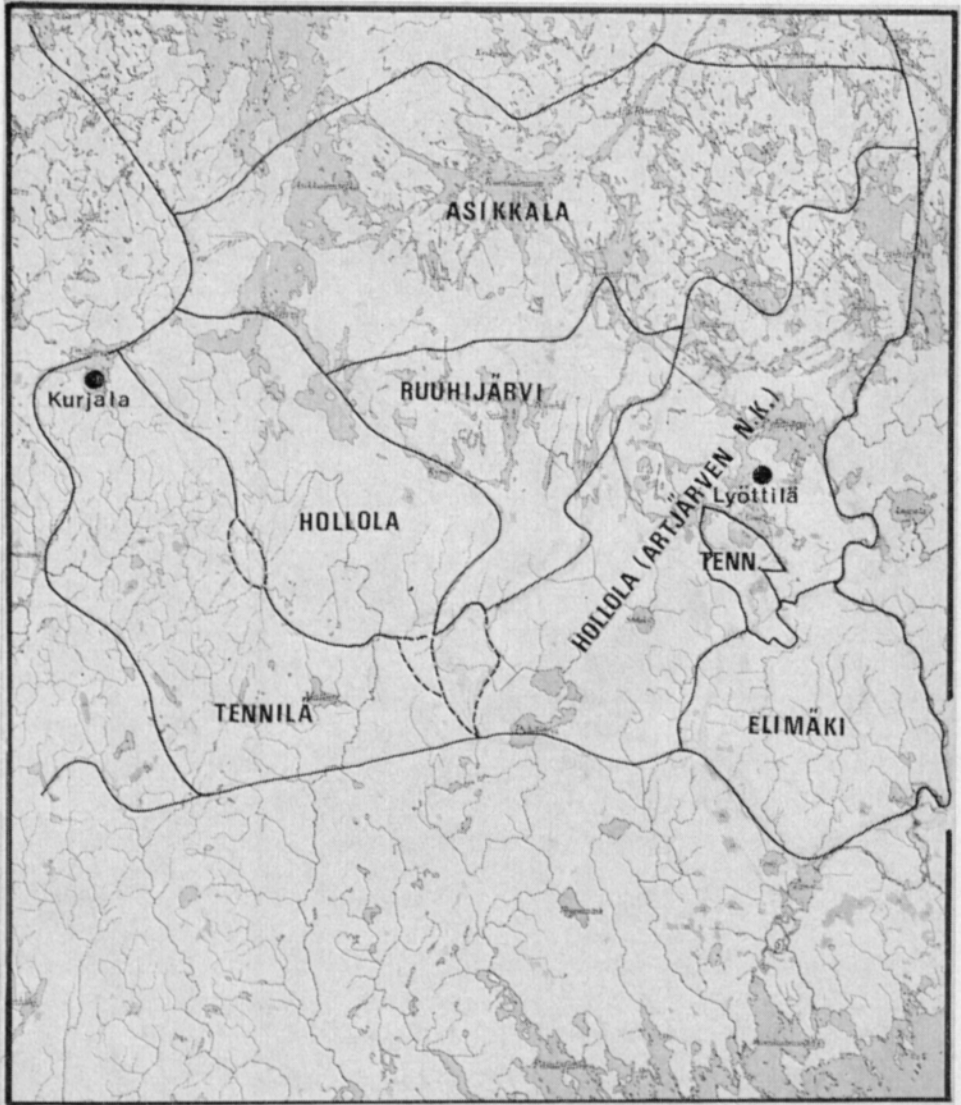 ASIKKALA
RUUHIJÄRVI
Kurjala
HOLLOLA (ARTJÄRVEN N.K.)
Lyöttilä
HOLLOLA
TENN.
TENNILÄ
ELIMÄKI